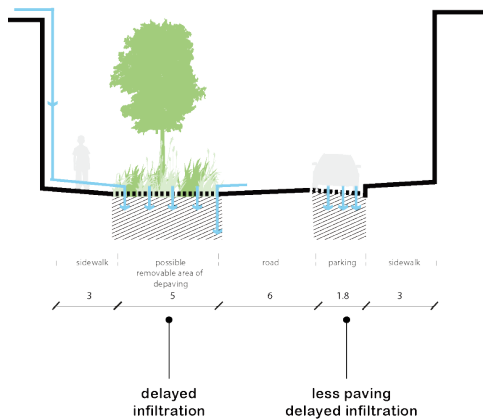 sidewalk
possible
removable area of
depaving
road
parking
sidewalk
3
5
6
1.8
3
delayed
infiltration
less paving
delayed infiltration